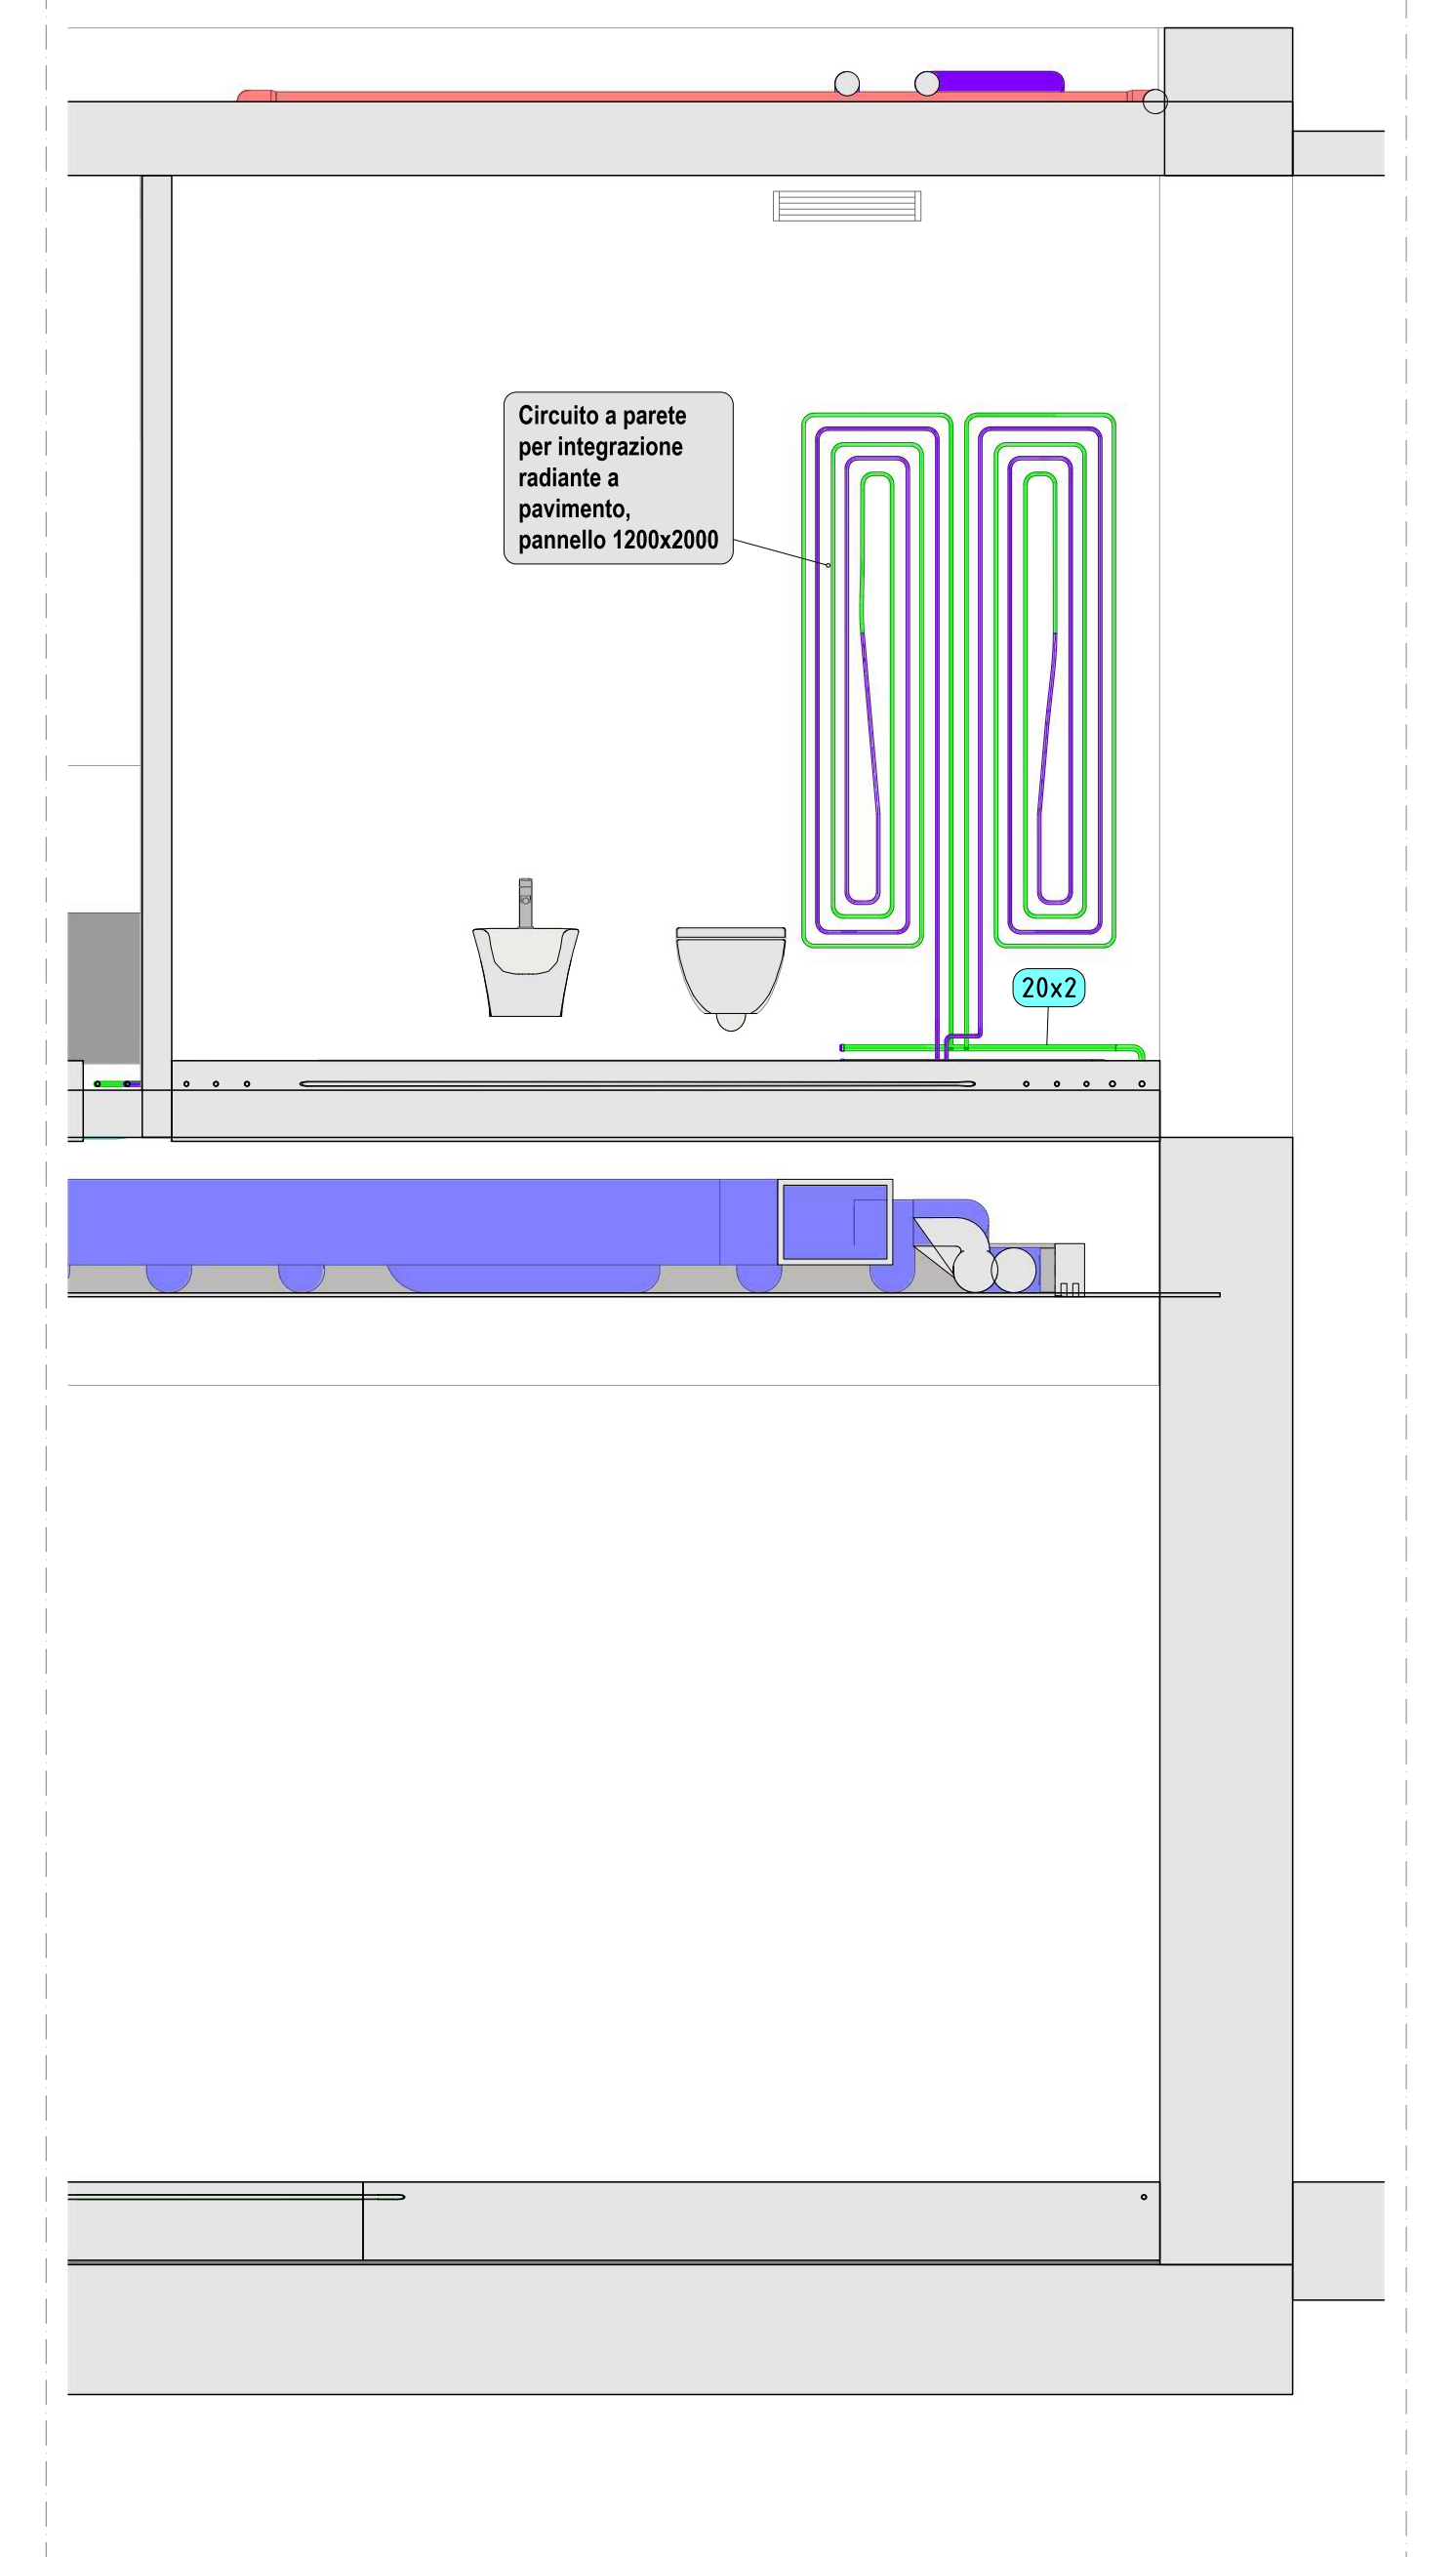 Circuito a parete
per integrazione
radiante a
pavimento,
pannello 1200x2000
20x2